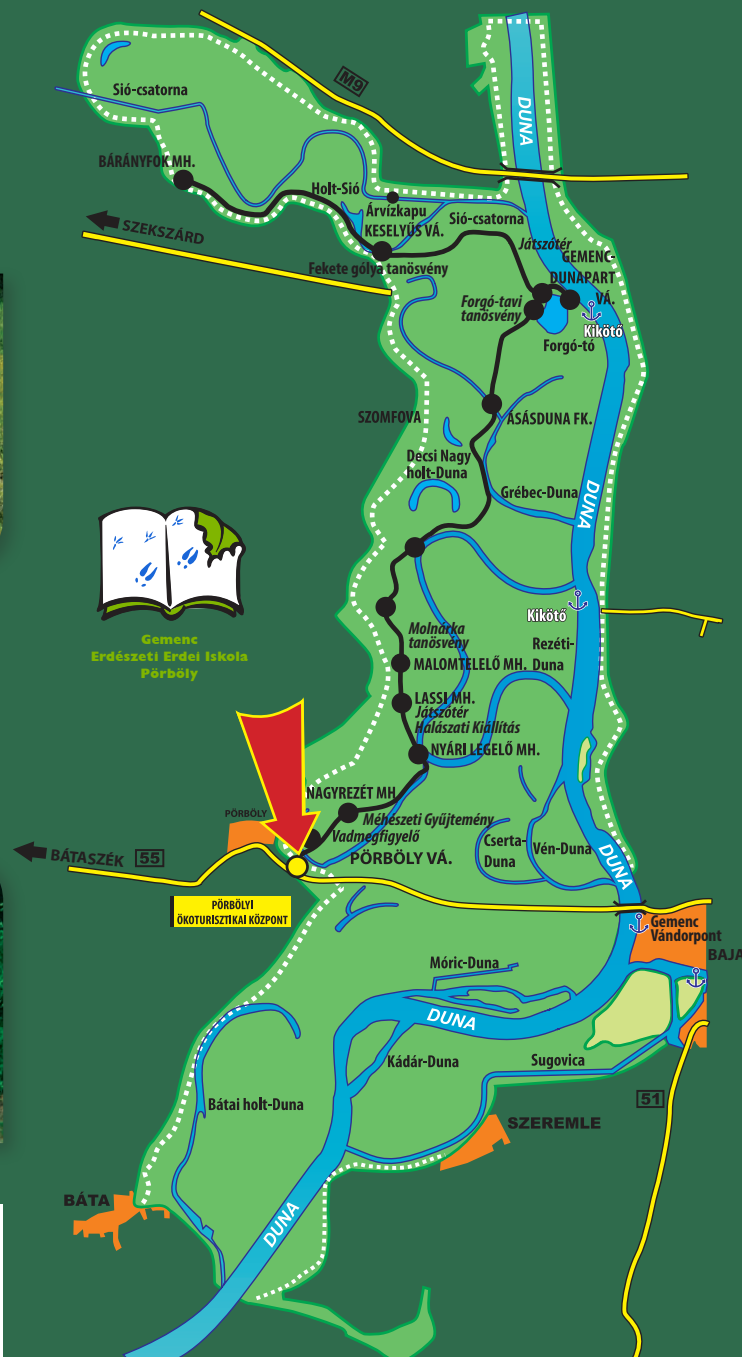 Sió-csatorna
M9
DUNA
BÁRÁNYFOK MH.
Holt-Sió
Árvízkapu
KESELYŰS VÁ.
Sió-csatorna
SZEKSZÁRD
Fekete gólya tanösvény
Játszótér
GEMENC-
DUNAPART
VÁ.
Forgó-tavi
tanösvény
Kikötő
Forgó-tó
SZOMFOVA
ASÁSDUNA FK.
Decsi Nagy
holt-Duna
Grébec-Duna
DUNA
Gemenc
Erdészeti Erdei Iskola
Pörböly
Kikötő
Molnárka
tanösvény
Rezéti-
Duna
MALOMTELELŐ MH.
LASSI MH.
Játszótér
Halászati Kiállítás
NYÁRI LEGELŐ MH.
NAGYREZÉT MH.
PÖRBÖLY
Méhészeti Gyűjtemény
Vadmegfigyelő
PÖRBÖLY VÁ.
Cserta-
Duna
Vén-Duna
DUNA
BÁTASZÉK 55
PÖRBÖLYI
ÖKOTURISZTIKAI KÖZPONT
Gemenc
Vándorpont
BAJA
Móric-Duna
DUNA
Kádár-Duna
Sugovica
Bátai holt-Duna
51
SZEREMLE
BÁTA
DUNA